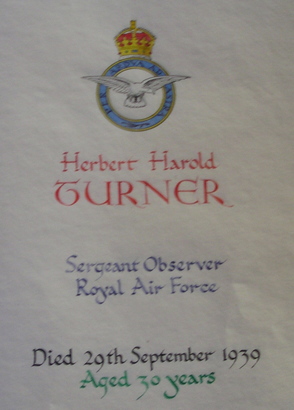 Herbert Harold
TURNER
Sergeant Observer
Royal Air Force
Died 29th September 1939
Aged 30 years